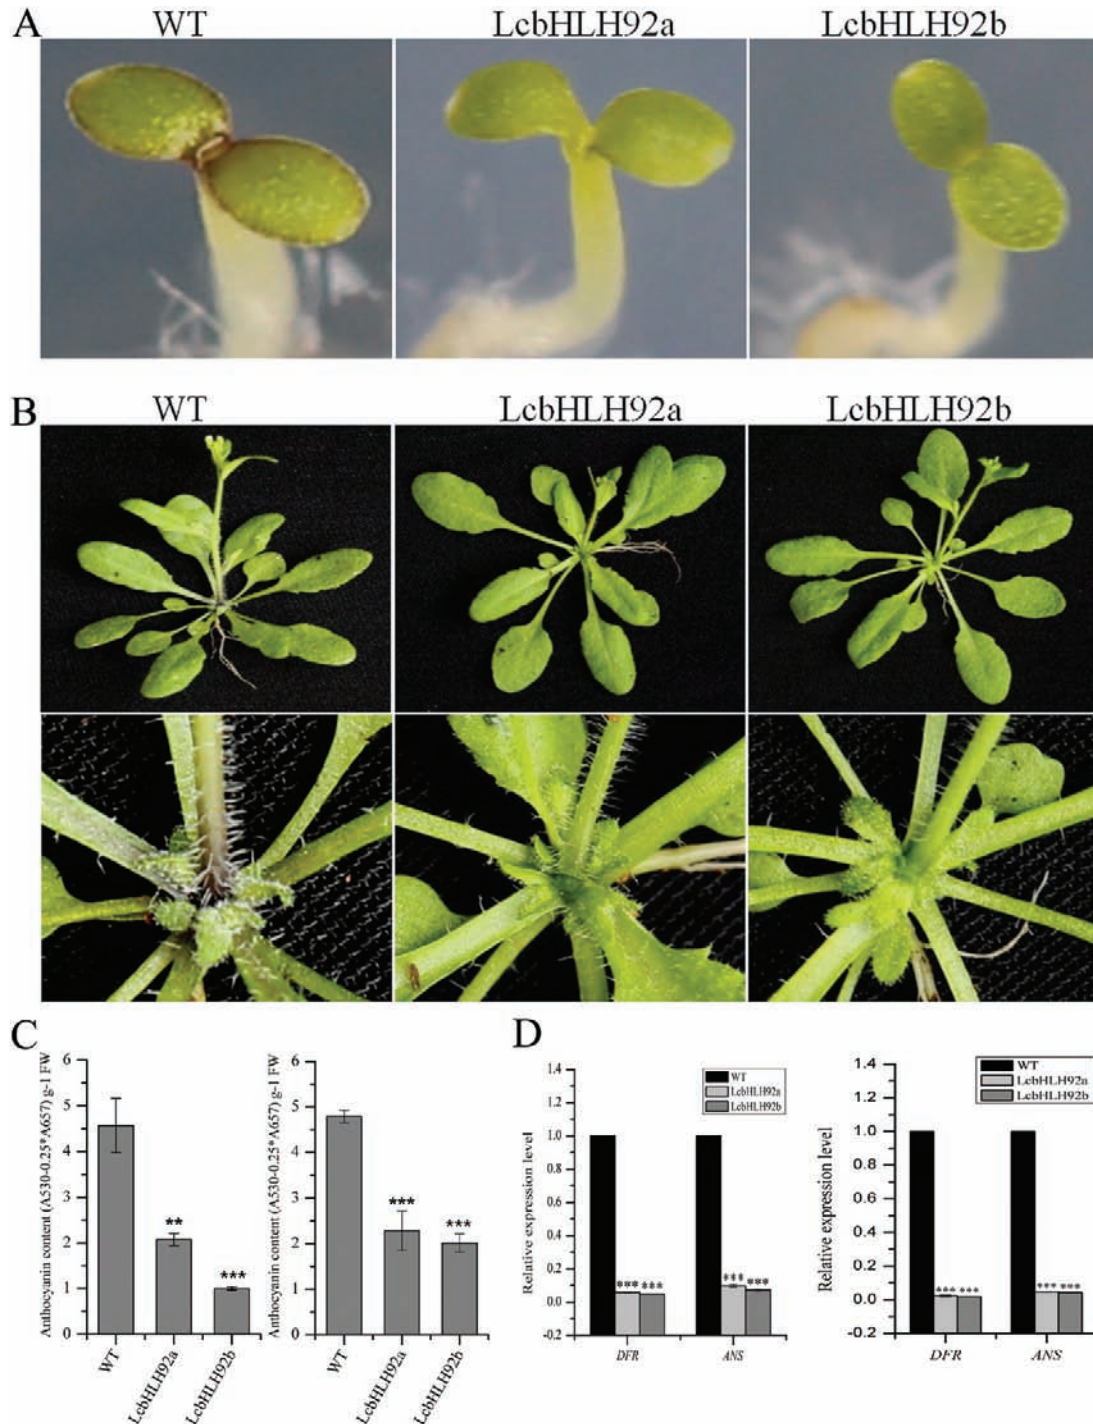 A
WT
LcbHLH92a
LcbHLH92b
B
WT
LcbHLH92a
LcbHLH92b
C
Anthocyanin content (A530-0.25*A657) g-1 FW
6
5
4
3
2
1
0
**
***
WT
LcbHLH92a
LcbHLH92b
Anthocyanin content (A530-0.25*A657) g-1 FW
6
5
4
3
2
1
0
***
***
WT
LcbHLH92a
LcbHLH92b
D
Relative expression level
1.4
1.2
1.0
0.8
0.6
0.4
0.2
0.0
-0.2
WT
LcbHLH92a
LcbHLH92b
*** ***
*** ***
DFR
ANS
Relative expression level
1.4
1.2
1.0
0.8
0.6
0.4
0.2
0.0
-0.2
WT
LcbHLH92a
LcbHLH92b
*** ***
*** ***
DFR
ANS